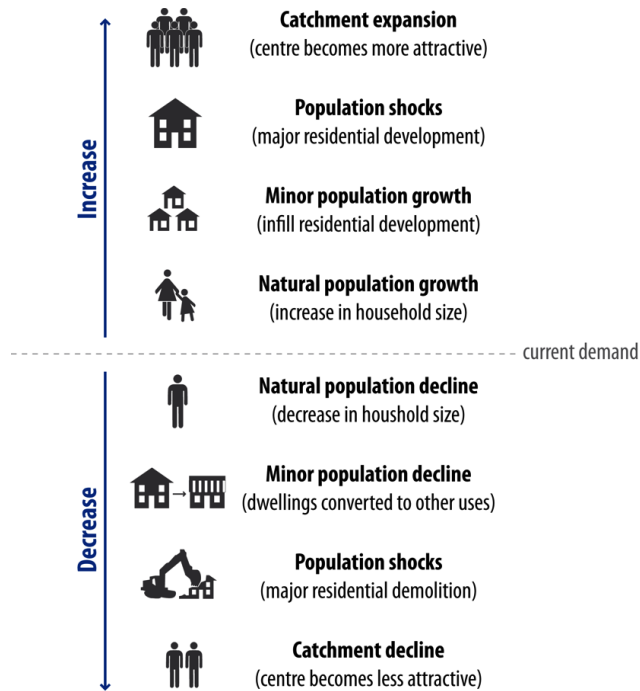 Catchment expansion
(centre becomes more attractive)
Population shocks
(major residential development)
Increase
Minor population growth
(infill residential development)
Natural population growth
(increase in household size)
current demand
Natural population decline
(decrease in houshold size)
Minor population decline
(dwellings converted to other uses)
Decrease
Population shocks
(major residential demolition)
Catchment decline
(centre becomes less attractive)